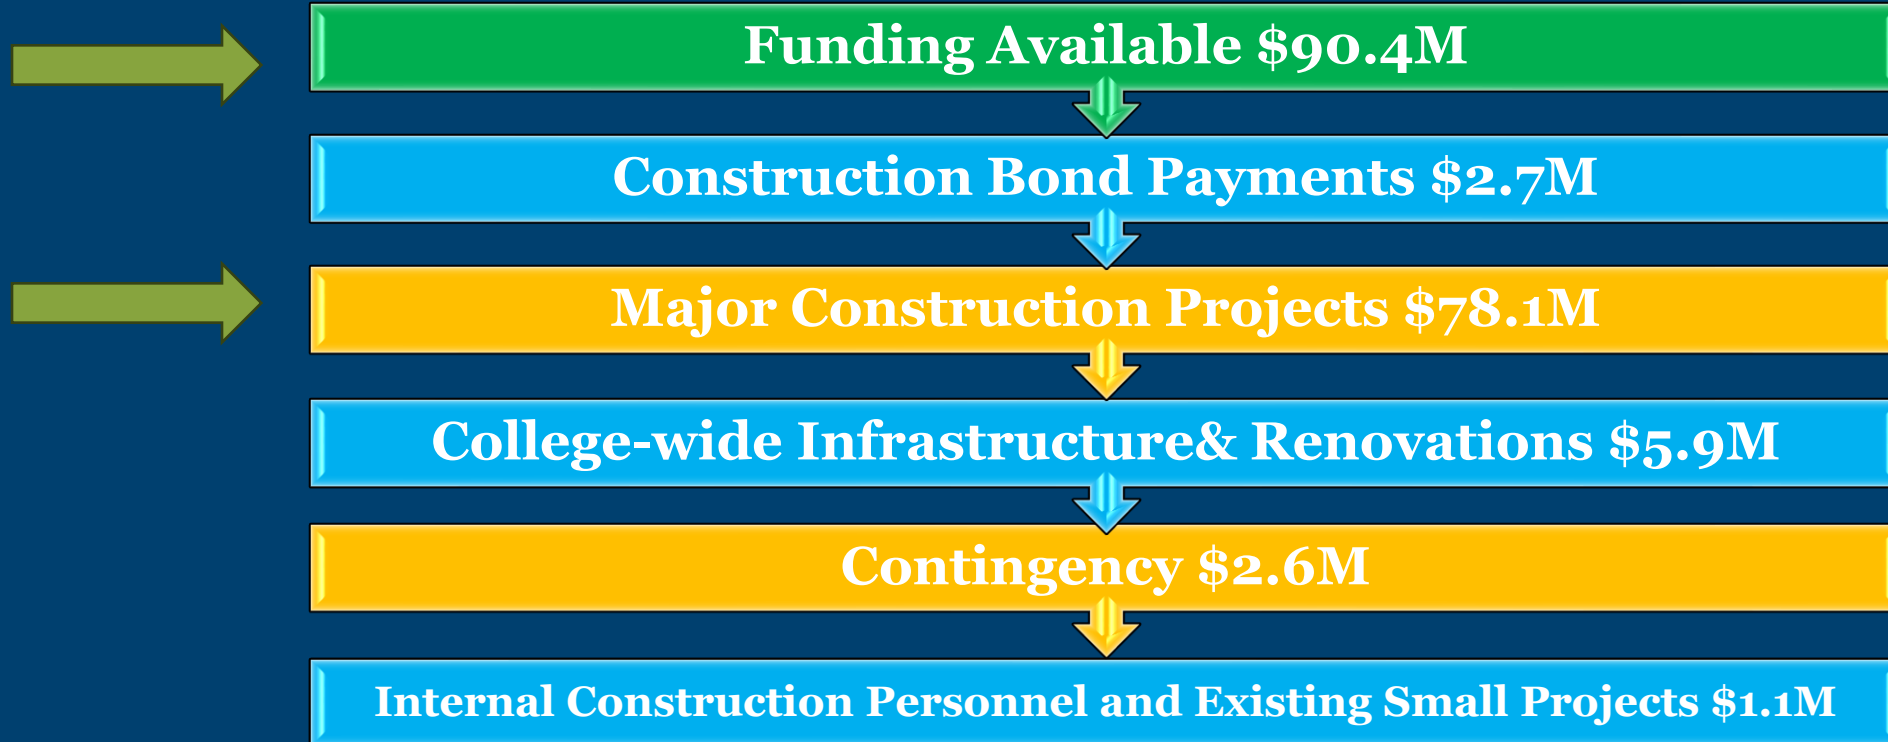 Funding Available $90.4M
Construction Bond Payments $2.7M
Major Construction Projects $78.1M
College-wide Infrastructure& Renovations $5.9M
Contingency $2.6M
Internal Construction Personnel and Existing Small Projects $1.1M